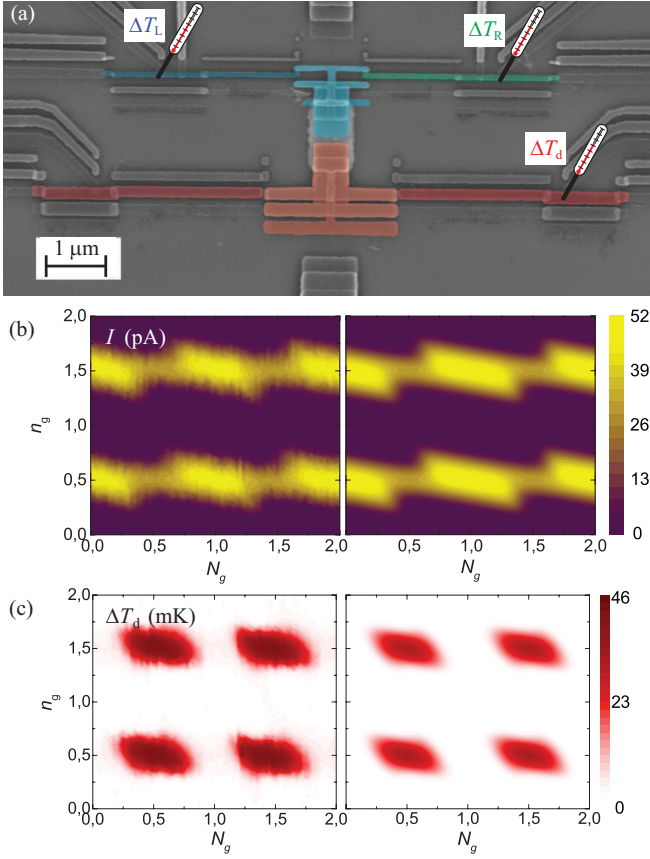 (a)
ΔT_L
ΔT_R
ΔT_d
1 μm
(b)
I (pA)
2,0
1,5
1,0
0,5
0,0
n_g
0,0 0,5 1,0 1,5 2,0
N_g
0,5 1,0 1,5 2,0
N_g
52
39
26
13
0
(c)
ΔT_d (mK)
2,0
1,5
1,0
0,5
0,0
n_g
0,0 0,5 1,0 1,5 2,0
N_g
0,5 1,0 1,5 2,0
N_g
46
23
0